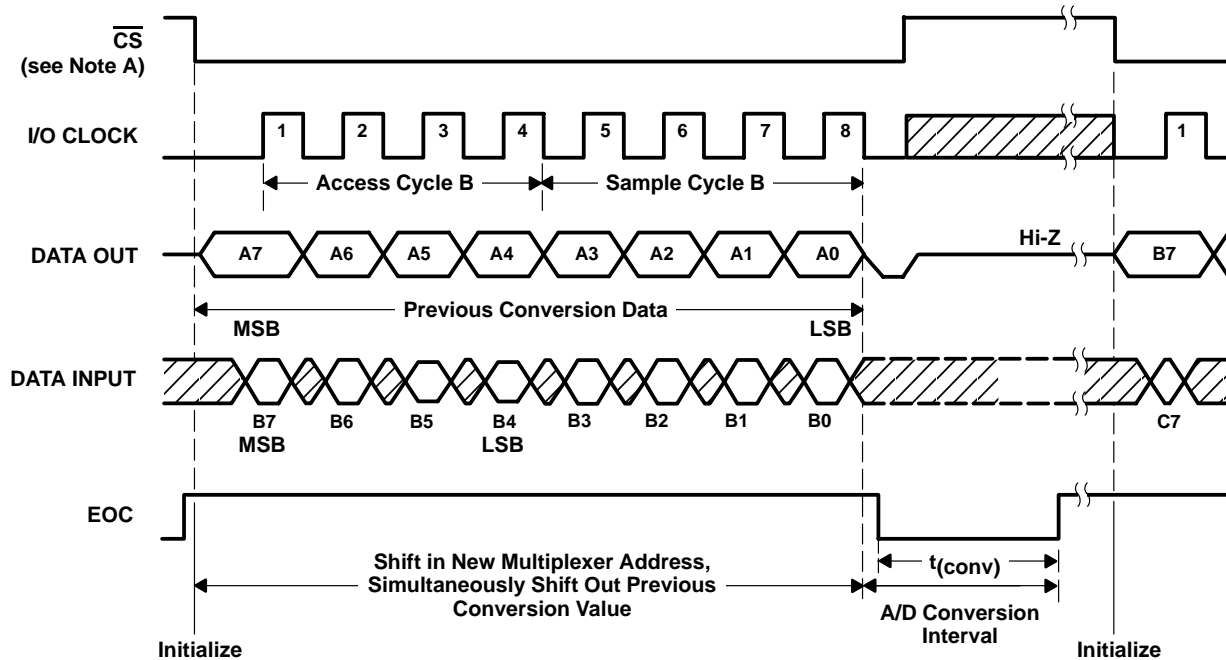 CS
(see Note A)
I/O CLOCK
1 2 3 4 5 6 7 8 1
Access Cycle B Sample Cycle B
Hi-Z
DATA OUT A7 A6 A5 A4 A3 A2 A1 A0 B7
Previous Conversion Data
MSB LSB
DATA INPUT
B7 B6 B5 B4 B3 B2 B1 B0 C7
MSB LSB
EOC
Shift in New Multiplexer Address,
Simultaneously Shift Out Previous
Conversion Value
t(conv)
A/D Conversion
Interval
Initialize Initialize